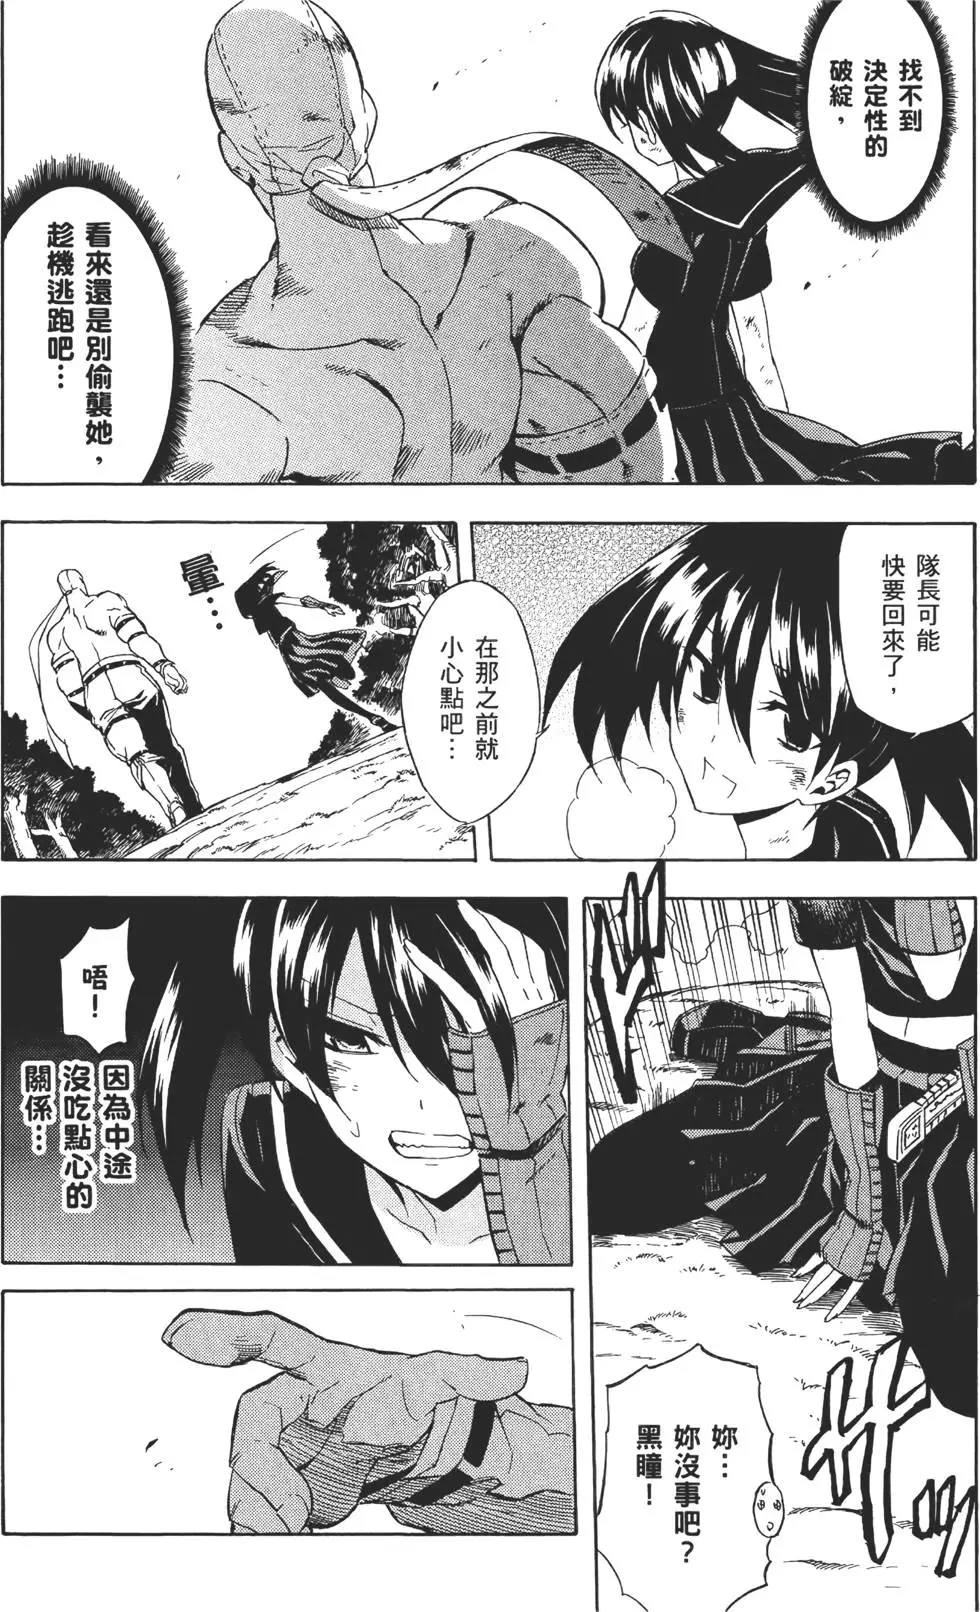 找不到
決定性的
破綻，
看來還是別偷襲她，
趁機逃跑吧…
隊長可能
快要回來了，
在那之前就
小心點吧…
暈…
妳…
妳沒事吧？
黑瞳！
唔！
因為中途
沒吃點心的
關係…